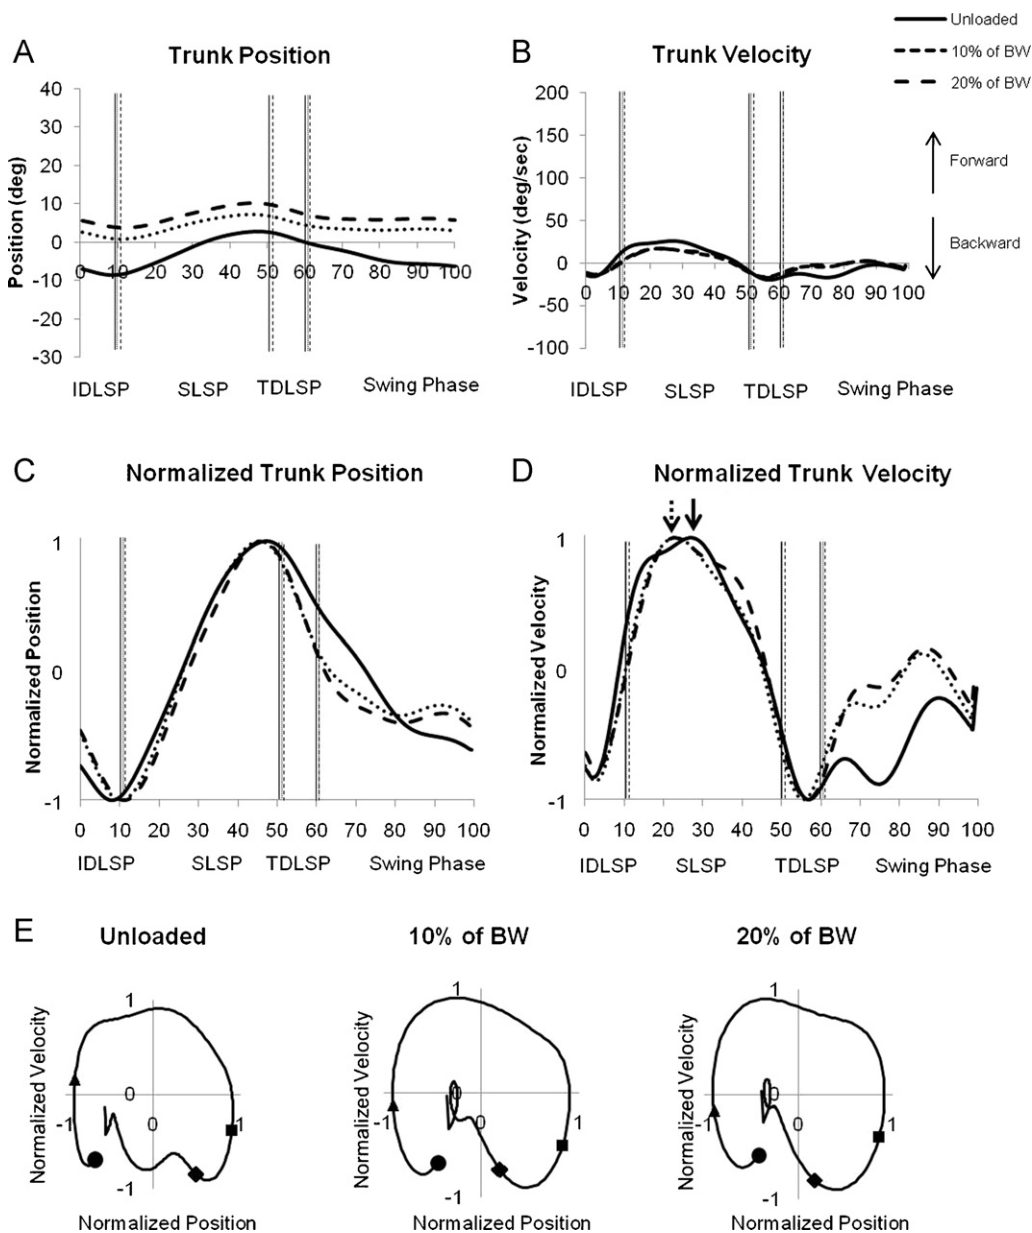 Unloaded
10% of BW
20% of BW
Forward
Backward
A
Trunk Position
Position (deg)
40
30
20
10
0
-10
-20
-30
0 10 20 30 40 50 60 70 80 90 100
IDLSP SLSP TDLSP Swing Phase
B
Trunk Velocity
Velocity (deg/sec)
200
150
100
50
0
-50
-100
0 10 20 30 40 50 60 70 80 90 100
IDLSP SLSP TDLSP Swing Phase
C
Normalized Trunk Position
Normalized Position
1
0
-1
0 10 20 30 40 50 60 70 80 90 100
IDLSP SLSP TDLSP Swing Phase
D
Normalized Trunk Velocity
Normalized Velocity
1
0
-1
0 10 20 30 40 50 60 70 80 90 100
IDLSP SLSP TDLSP Swing Phase
E
Unloaded
Normalized Velocity
1
0
-1 0 1
-1
Normalized Position
10% of BW
Normalized Velocity
1
0
-1 0 1
-1
Normalized Position
20% of BW
Normalized Velocity
1
0
-1 0 1
-1
Normalized Position